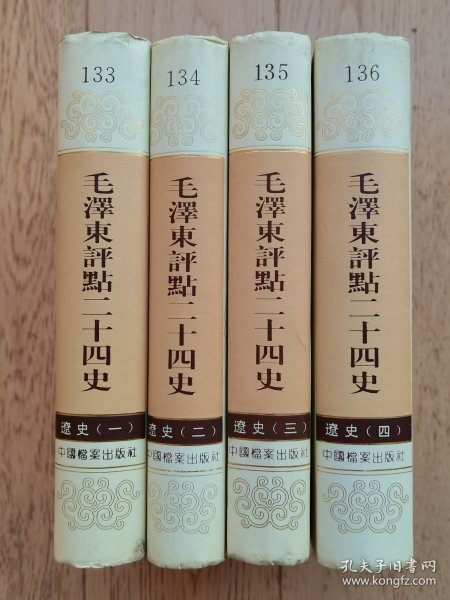 133
毛澤東評點二十四史
遼史(一)
中國檔案出版社
134
毛澤東評點二十四史
遼史(二)
中國檔案出版社
135
毛澤東評點二十四史
遼史(三)
中國檔案出版社
136
毛澤東評點二十四史
遼史(四)
中國檔案出版社
孔夫子旧书网
www.kongfz.com